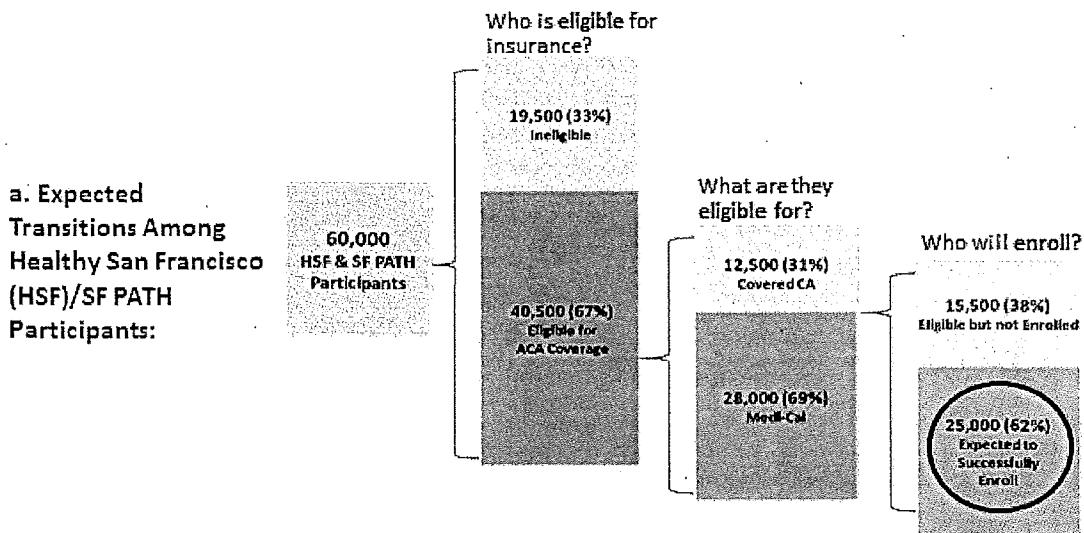 Who is eligible for
insurance?
19,500 (33%)
Ineligible
a. Expected
Transitions Among
Healthy San Francisco
(HSF)/SF PATH
Participants:
60,000
HSF & SF PATH
Participants
40,500 (67%)
Eligible for
ACA Coverage
What are they
eligible for?
12,500 (31%)
Covered CA
28,000 (69%)
Medi-Cal
Who will enroll?
15,500 (38%)
Eligible but not Enrolled
25,000 (62%)
Expected to
Successfully
Enroll